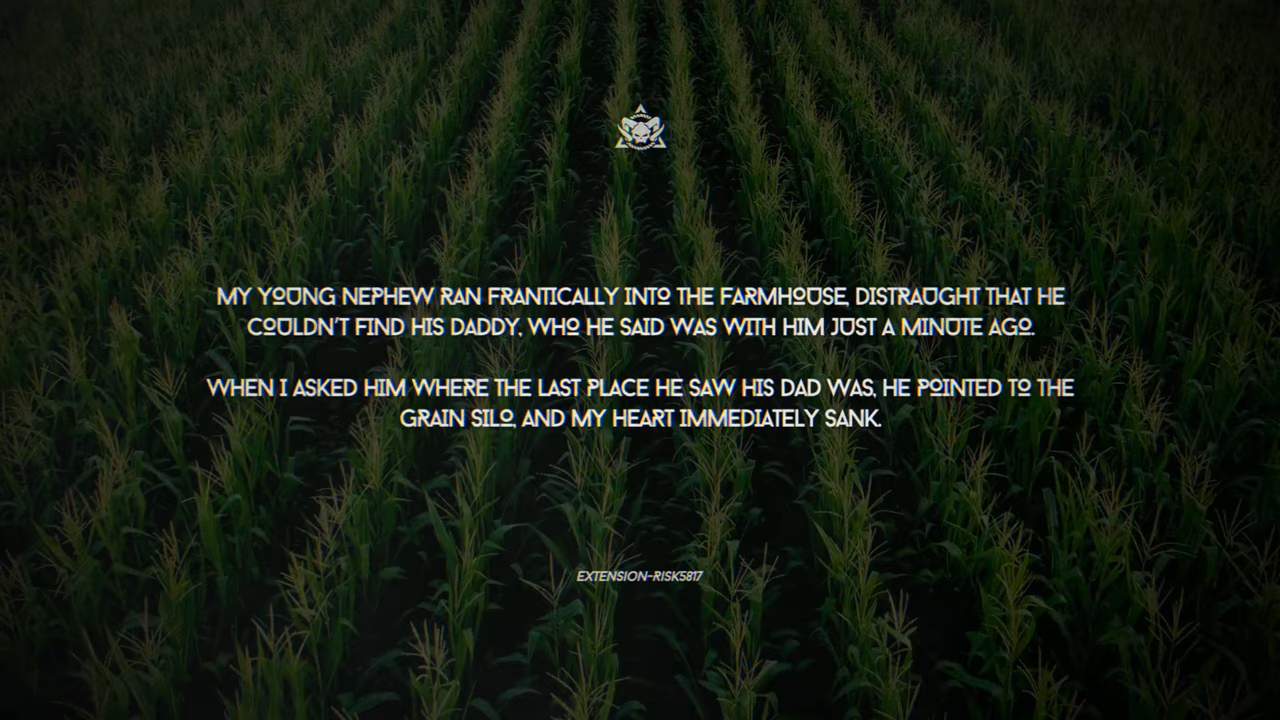 MY YOUNG NEPHEW RAN FRANTICALLY INTO THE FARMHOUSE, DISTRAUGHT THAT HE
COULDN'T FIND HIS DADDY, WHO HE SAID WAS WITH HIM JUST A MINUTE AGO.
WHEN I ASKED HIM WHERE THE LAST PLACE HE SAW HIS DAD WAS, HE POINTED TO THE
GRAIN SILO, AND MY HEART IMMEDIATELY SANK.
EXTENSION-RISK5817